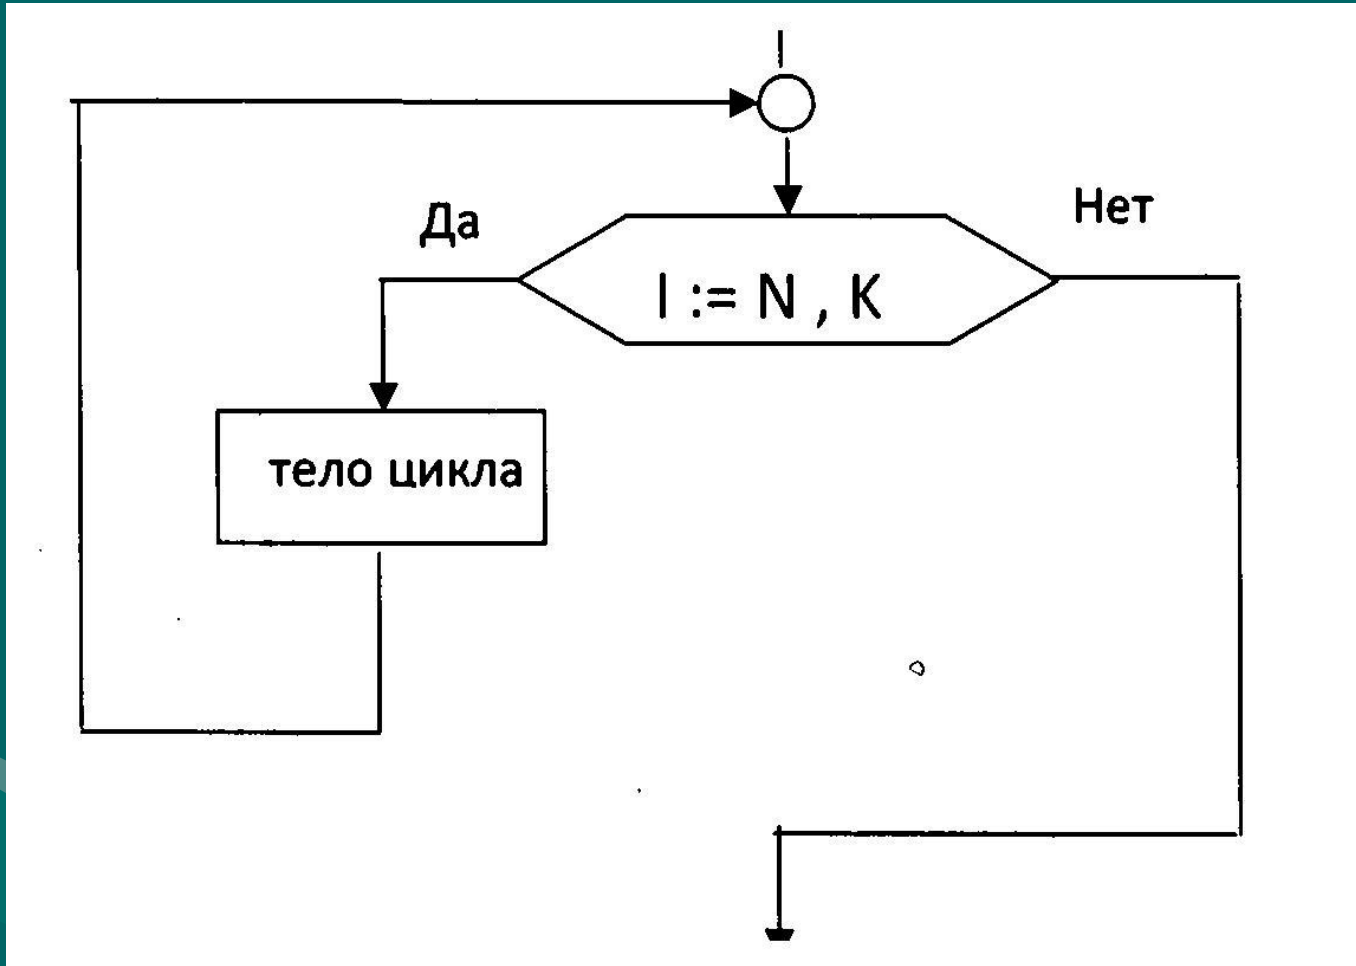 Да
Нет
I := N , K
тело цикла